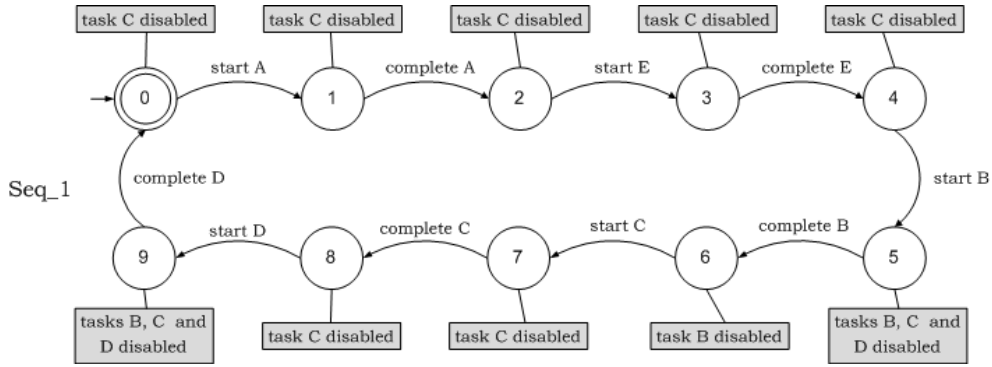 task C disabled
task C disabled
task C disabled
task C disabled
task C disabled
start A
complete A
start E
complete E
0
1
2
3
4
Seq_1
complete D
start B
start D
complete C
start C
complete B
9
8
7
6
5
tasks B, C and
D disabled
task C disabled
task C disabled
task B disabled
tasks B, C and
D disabled